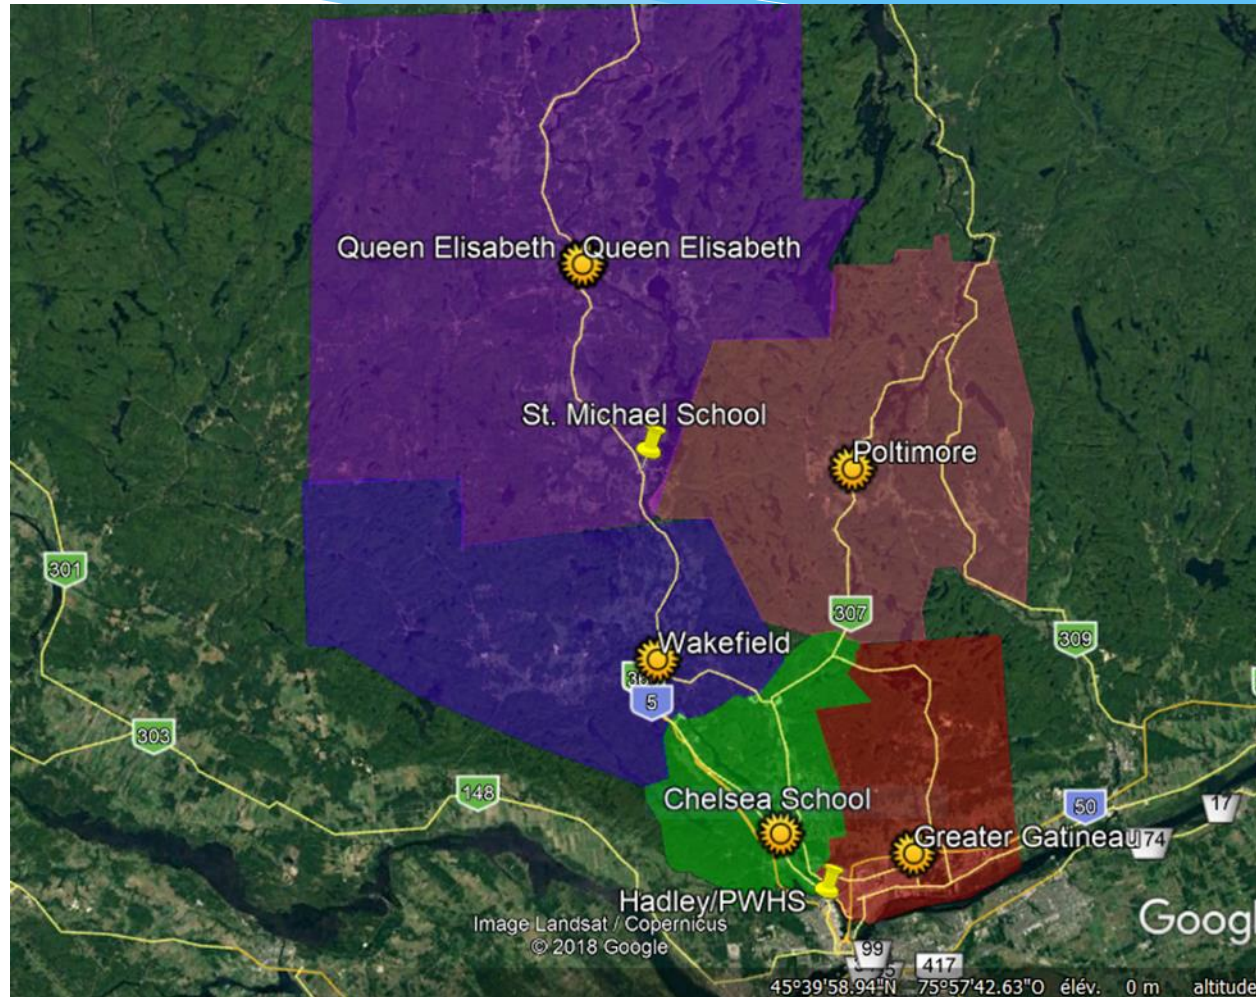 Queen Elisabeth
Queen Elisabeth
St. Michael School
Poltimore
301
307
309
Wakefield
5
303
148
Chelsea School
50
17
74
Greater Gatineau
Hadley/PWHS
Image Landsat / Copernicus
© 2018 Google
Googl
99
417
45°39'58.94"N 75°57'42.63"O élév. 0 m altitude